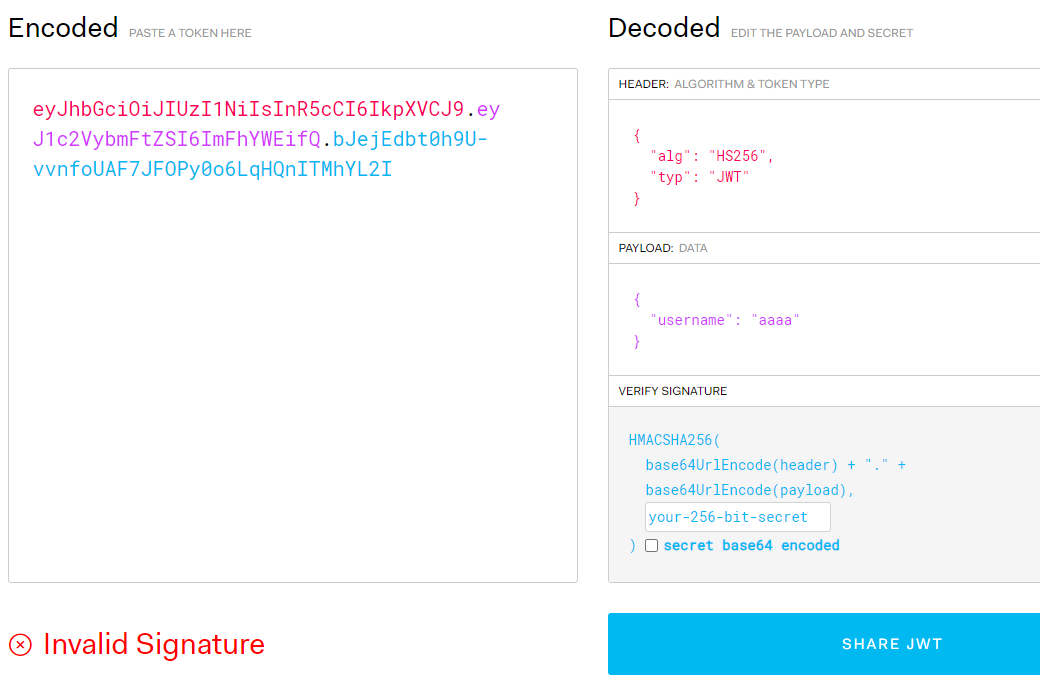 Encoded PASTE A TOKEN HERE
eyJhbGciOiJIUzI1NiIsInR5cCI6IkpXVCJ9.ey
J1c2VybmFtZSI6ImFhYWEifQ.bJejEdbt0h9U-
vvnfoUAF7JFOPy0o6LqHQnITMhYL2I
Invalid Signature
Decoded EDIT THE PAYLOAD AND SECRET
HEADER: ALGORITHM & TOKEN TYPE
{
"alg": "HS256",
"typ": "JWT"
}
PAYLOAD: DATA
{
"username": "aaaa"
}
VERIFY SIGNATURE
HMACSHA256(
base64UrlEncode(header) + "." +
base64UrlEncode(payload),
your-256-bit-secret
) secret base64 encoded
SHARE JWT